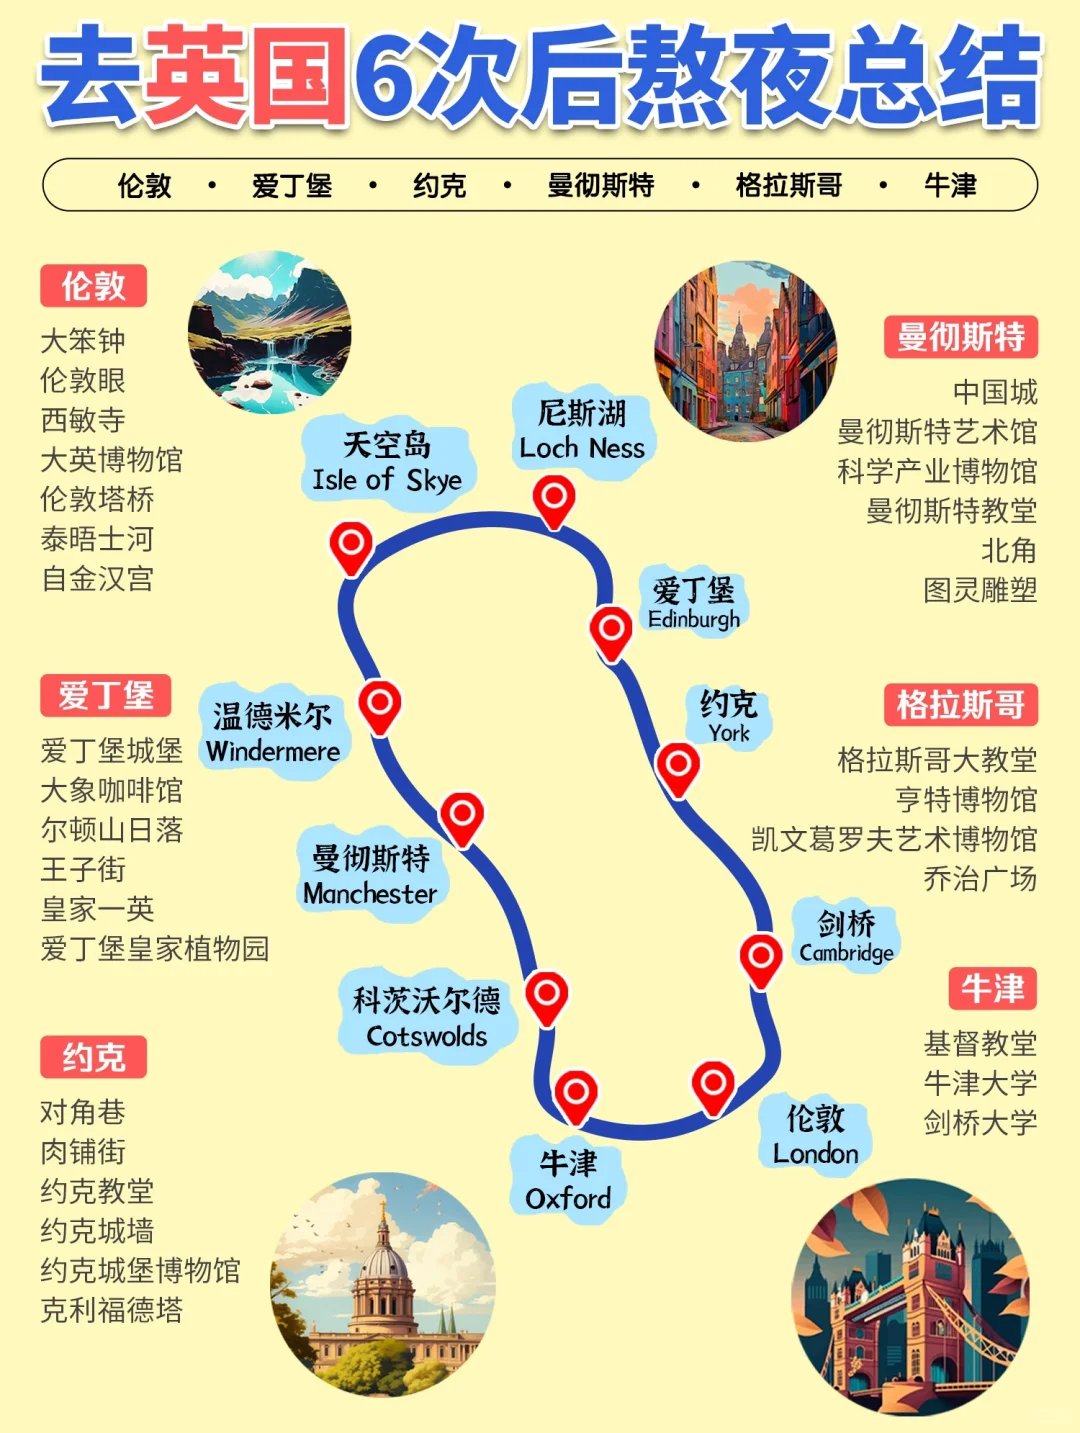 去英国6次后熬夜总结
伦敦 • 爱丁堡 • 约克 • 曼彻斯特 • 格拉斯哥 • 牛津
伦敦
大笨钟
伦敦眼
西敏寺
大英博物馆
伦敦塔桥
泰晤士河
自金汉宫
爱丁堡
爱丁堡城堡
大象咖啡馆
尔顿山日落
王子街
皇家一英
爱丁堡皇家植物园
约克
对角巷
肉铺街
约克教堂
约克城墙
约克城堡博物馆
克利福德塔
天空岛
Isle of Skye
尼斯湖
Loch Ness
爱丁堡
Edinburgh
约克
York
温德米尔
Windermere
曼彻斯特
Manchester
剑桥
Cambridge
科茨沃尔德
Cotswolds
伦敦
London
牛津
Oxford
曼彻斯特
中国城
曼彻斯特艺术馆
科学产业博物馆
曼彻斯特教堂
北角
图灵雕塑
格拉斯哥
格拉斯哥大教堂
亨特博物馆
凯文葛罗夫艺术博物馆
乔治广场
牛津
基督教堂
牛津大学
剑桥大学